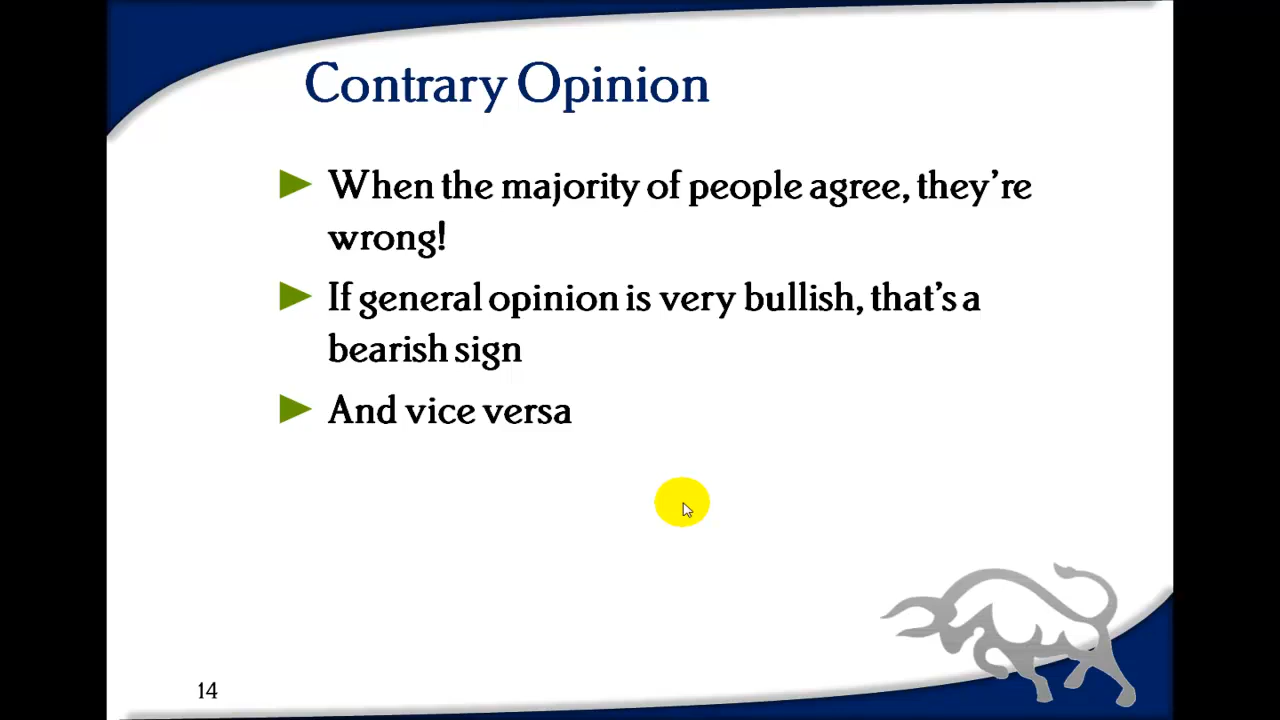 Contrary Opinion
When the majority of people agree, they're
wrong!
If general opinion is very bullish, that's a
bearish sign
And vice versa
14